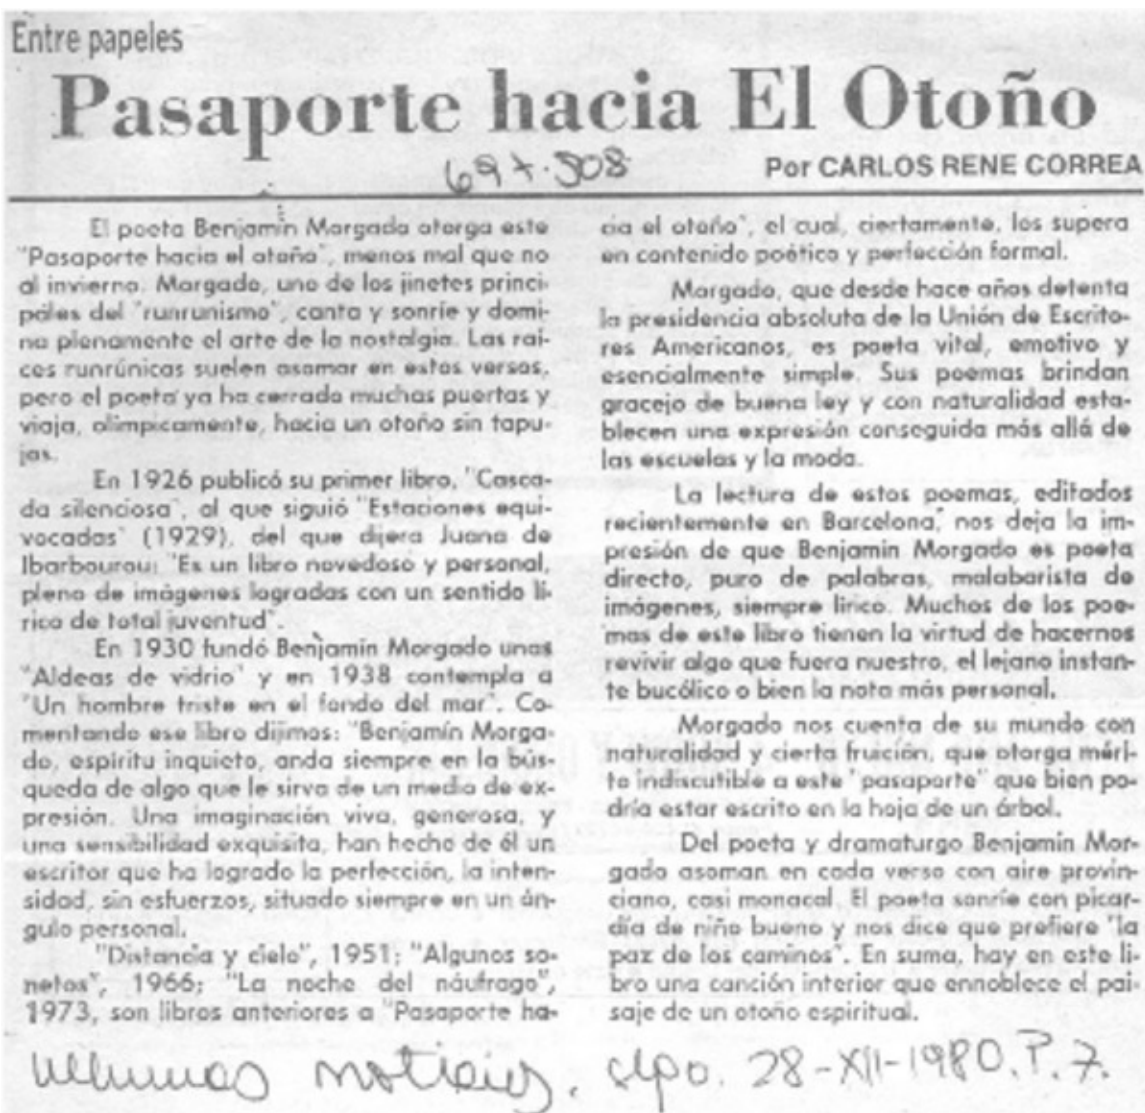 Entre papeles
Pasaporte hacia El Otoño
697.508
Por CARLOS RENE CORREA
El poeta Benjamín Morgado otorga este
"Pasaporte hacia el otoño", menos mal que no
al invierno. Morgado, uno de los jinetes princi-
pales del "runrunismo", canta y sonríe y domi-
na plenamente el arte de la nostalgia. Las raí-
ces runrúnicas suelen asomar en estos versos,
pero el poeta ya ha cerrado muchas puertas y
viaja, olímpicamente, hacia un otoño sin tapu-
jos.
En 1926 publicó su primer libro, "Casca-
da silenciosa", al que siguió "Estaciones equi-
vocadas" (1929), del que dijera Juana de
Ibarbourou: "Es un libro novedoso y personal,
pleno de imágenes logradas con un sentido lí-
rico de total juventud".
En 1930 fundó Benjamín Morgado unas
"Aldeas de vidrio" y en 1938 contempla a
"Un hombre triste en el fondo del mar". Co-
mentando ese libro dijimos: "Benjamín Morga-
do, espíritu inquieto, anda siempre en la bús-
queda de algo que le sirva de un medio de ex-
presión. Una imaginación viva, generosa, y
una sensibilidad exquisita, han hecho de él un
escritor que ha logrado la perfección, la inten-
sidad, sin esfuerzos, situado siempre en un án-
gulo personal.
"Distancia y cielo", 1951; "Algunos so-
netos", 1966; "La noche del náufrago",
1973, son libros anteriores a "Pasaporte ha-
cia el otoño", el cual, ciertamente, los supera
en contenido poético y perfección formal.
Morgado, que desde hace años detenta
la presidencia absoluta de la Unión de Escrito-
res Americanos, es poeta vital, emotivo y
esencialmente simple. Sus poemas brindan
gracejo de buena ley y con naturalidad esta-
blecen una expresión conseguida más allá de
las escuelas y la moda.
La lectura de estos poemas, editados
recientemente en Barcelona, nos deja la im-
presión de que Benjamín Morgado es poeta
directo, puro de palabras, malabarista de
imágenes, siempre lírico. Muchos de los poe-
mas de este libro tienen la virtud de hacernos
revivir algo que fuera nuestro, el lejano instan-
te bucólico o bien la nota más personal.
Morgado nos cuenta de su mundo con
naturalidad y cierta fruición, que otorga méri-
to indiscutible a este "pasaporte" que bien po-
dría estar escrito en la hoja de un árbol.
Del poeta y dramaturgo Benjamín Mor-
gado asoman en cada verso con aire provin-
ciano, casi monacal. El poeta sonríe con picar-
día de niño bueno y nos dice que prefiere "la
paz de los caminos". En suma, hay en este li-
bro una canción interior que ennoblece el pai-
saje de un otoño espiritual.
noticias. stgo. 28-XII-1980. P. 7.